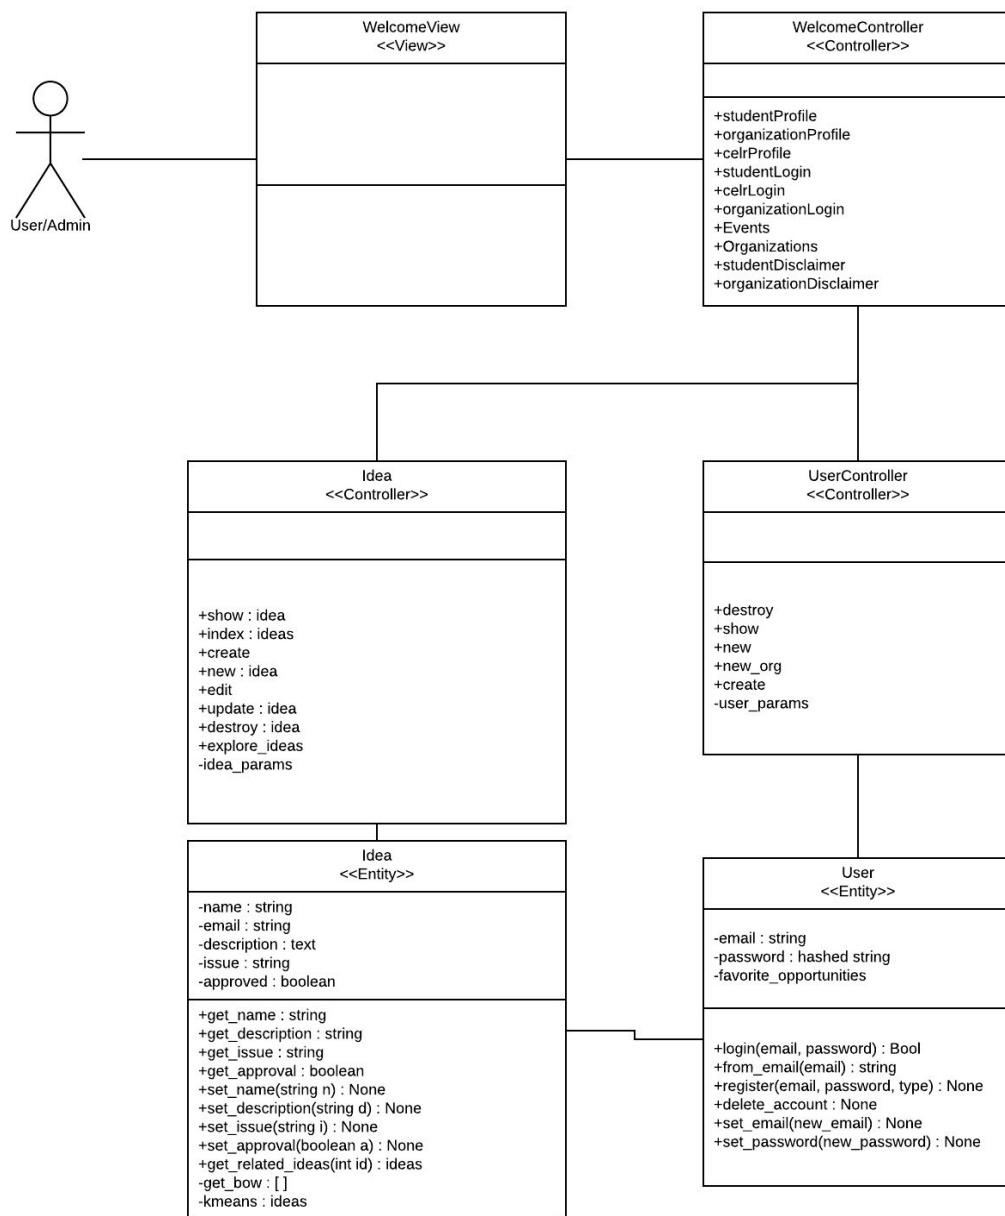 WelcomeView
<<View>>
WelcomeController
<<Controller>>
+studentProfile
+organizationProfile
+celrProfile
+studentLogin
+celrLogin
+organizationLogin
+Events
+Organizations
+studentDisclaimer
+organizationDisclaimer
User/Admin
Idea
<<Controller>>
+show : idea
+index : ideas
+create
+new : idea
+edit
+update : idea
+destroy : idea
+explore_ideas
-idea_params
UserController
<<Controller>>
+destroy
+show
+new
+new_org
+create
-user_params
Idea
<<Entity>>
-name : string
-email : string
-description : text
-issue : string
-approved : boolean
+get_name : string
+get_description : string
+get_issue : string
+get_approval : boolean
+set_name(string n) : None
+set_description(string d) : None
+set_issue(string i) : None
+set_approval(boolean a) : None
+get_related_ideas(int id) : ideas
-get_bow : [ ]
-kmeans : ideas
User
<<Entity>>
-email : string
-password : hashed string
-favorite_opportunities
+login(email, password) : Bool
+from_email(email) : string
+register(email, password, type) : None
+delete_account : None
+set_email(new_email) : None
+set_password(new_password) : None